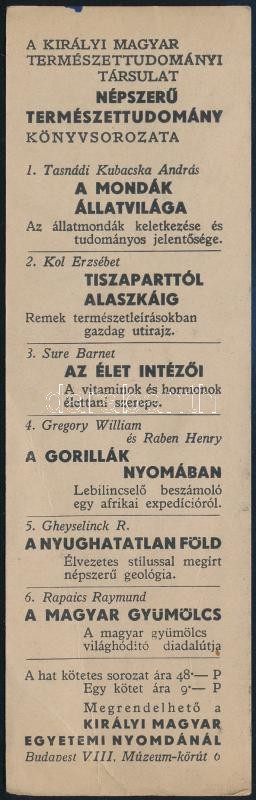 A KIRÁLYI MAGYAR
TERMÉSZETTUDOMÁNYI
TÁRSULAT
NÉPSZERŰ
TERMÉSZETTUDOMÁNY
KÖNYVSOROZATA
1. Tasnádi Kubacska András
A MONDÁK
ÁLLATVILÁGA
Az állatmondák keletkezése és
tudományos jelentősége.
2. Kol Erzsébet
TISZAPARTTÓL
ALASZKÁIG
Remek természetleírásokban
gazdag utirajz.
3. Sure Barnet
AZ ÉLET INTÉZŐI
A vitaminok és hormonok
élettani szerepe.
4. Gregory William
és Raben Henry
A GORILLÁK
NYOMÁBAN
Lebilincselő beszámoló
egy afrikai expedícióról.
5. Gheyselinck R.
A NYUGHATATLAN FÖLD
Élvezetes stílussal megírt
népszerű geológia.
6. Rapaics Raymund
A MAGYAR GYÜMÖLCS
A magyar gyümölcs
világhódító diadalútja
A hat kötetes sorozat ára 48·— P
Egy kötet ára 9·— P
Megrendelhető a
KIRÁLYI MAGYAR
EGYETEMI NYOMDÁNÁL
Budapest VIII. Múzeum-körút 6